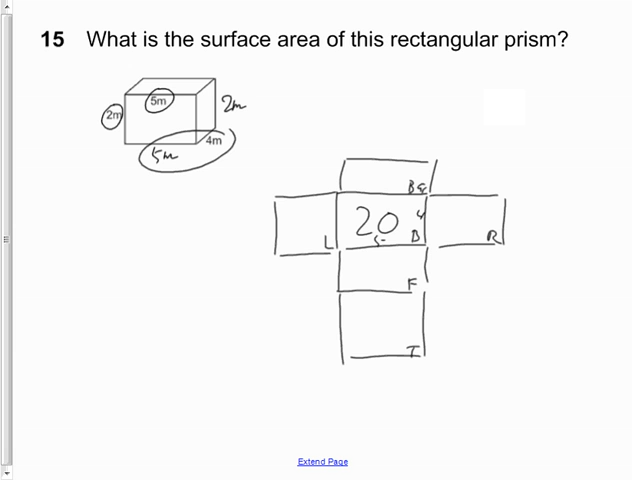 15 What is the surface area of this rectangular prism?
5m
2m
2m
4m
5m
Ba
20
4
5
L
B
R
F
T
Extend Page